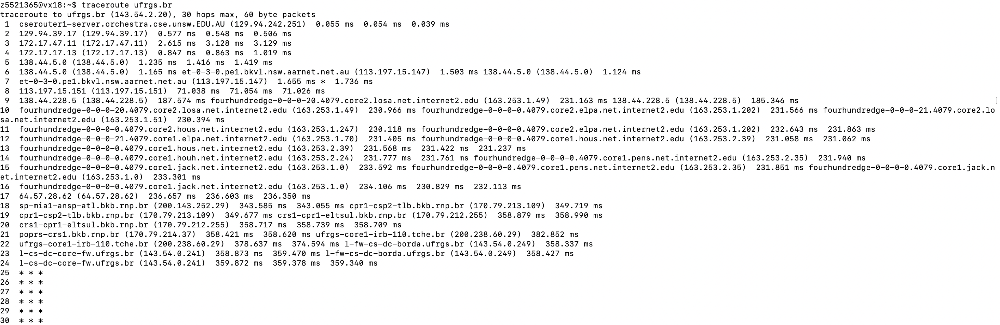 z5521365@vx18:~$ traceroute ufrgs.br
traceroute to ufrgs.br (143.54.2.20), 30 hops max, 60 byte packets
 1  cserouter1-server.orchestra.cse.unsw.EDU.AU (129.94.242.251)  0.055 ms  0.054 ms  0.039 ms
 2  129.94.39.17 (129.94.39.17)  0.577 ms  0.548 ms  0.506 ms
 3  172.17.47.11 (172.17.47.11)  2.615 ms  3.128 ms  3.129 ms
 4  172.17.17.13 (172.17.17.13)  0.847 ms  0.863 ms  1.019 ms
 5  138.44.5.0 (138.44.5.0)  1.235 ms  1.416 ms  1.419 ms
 6  138.44.5.0 (138.44.5.0)  1.165 ms et-0-3-0.pe1.bkvl.nsw.aarnet.net.au (113.197.15.147)  1.503 ms 138.44.5.0 (138.44.5.0)  1.124 ms
 7  et-0-3-0.pe1.bkvl.nsw.aarnet.net.au (113.197.15.147)  1.655 ms *  1.736 ms
 8  113.197.15.151 (113.197.15.151)  71.038 ms  71.054 ms  71.026 ms
 9  138.44.228.5 (138.44.228.5)  187.574 ms fourhundredge-0-0-0-20.4079.core2.losa.net.internet2.edu (163.253.1.49)  231.163 ms 138.44.228.5 (138.44.228.5)  185.346 ms ]
10  fourhundredge-0-0-0-20.4079.core2.losa.net.internet2.edu (163.253.1.49)  230.966 ms fourhundredge-0-0-0-0.4079.core2.elpa.net.internet2.edu (163.253.1.202)  231.566 ms fourhundredge-0-0-0-21.4079.core2.lo
sa.net.internet2.edu (163.253.1.51)  230.394 ms
11  fourhundredge-0-0-0-0.4079.core2.hous.net.internet2.edu (163.253.1.247)  230.118 ms fourhundredge-0-0-0-0.4079.core2.elpa.net.internet2.edu (163.253.1.202)  232.643 ms  231.863 ms
12  fourhundredge-0-0-0-21.4079.core1.elpa.net.internet2.edu (163.253.1.70)  231.405 ms fourhundredge-0-0-0-0.4079.core1.hous.net.internet2.edu (163.253.2.39)  231.058 ms  231.062 ms
13  fourhundredge-0-0-0-0.4079.core1.hous.net.internet2.edu (163.253.2.39)  231.568 ms  231.422 ms  231.237 ms
14  fourhundredge-0-0-0-0.4079.core1.houh.net.internet2.edu (163.253.2.24)  231.777 ms  231.761 ms fourhundredge-0-0-0-0.4079.core1.pens.net.internet2.edu (163.253.2.35)  231.940 ms
15  fourhundredge-0-0-0-0.4079.core1.jack.net.internet2.edu (163.253.1.0)  233.592 ms fourhundredge-0-0-0-0.4079.core1.pens.net.internet2.edu (163.253.2.35)  231.851 ms fourhundredge-0-0-0-0.4079.core1.jack.n
et.internet2.edu (163.253.1.0)  233.301 ms
16  fourhundredge-0-0-0-0.4079.core1.jack.net.internet2.edu (163.253.1.0)  234.106 ms  230.829 ms  232.113 ms
17  64.57.28.62 (64.57.28.62)  236.657 ms  236.603 ms  236.350 ms
18  sp-mia1-ansp-atl.bkb.rnp.br (200.143.252.29)  343.585 ms  343.055 ms cpr1-csp2-tlb.bkb.rnp.br (170.79.213.109)  349.719 ms
19  cpr1-csp2-tlb.bkb.rnp.br (170.79.213.109)  349.677 ms crs1-cpr1-eltsul.bkb.rnp.br (170.79.212.255)  358.879 ms  358.990 ms
20  crs1-cpr1-eltsul.bkb.rnp.br (170.79.212.255)  358.717 ms  358.739 ms  358.709 ms
21  poprs-crs1.bkb.rnp.br (170.79.214.37)  358.421 ms  358.620 ms ufrgs-core1-irb-110.tche.br (200.238.60.29)  382.852 ms
22  ufrgs-core1-irb-110.tche.br (200.238.60.29)  378.637 ms  374.594 ms l-fw-cs-dc-borda.ufrgs.br (143.54.0.249)  358.337 ms
23  l-cs-dc-core-fw.ufrgs.br (143.54.0.241)  358.873 ms  359.470 ms l-fw-cs-dc-borda.ufrgs.br (143.54.0.249)  358.427 ms
24  l-cs-dc-core-fw.ufrgs.br (143.54.0.241)  359.872 ms  359.378 ms  359.340 ms
25  * * *
26  * * *
27  * * *
28  * * *
29  * * *
30  * * *